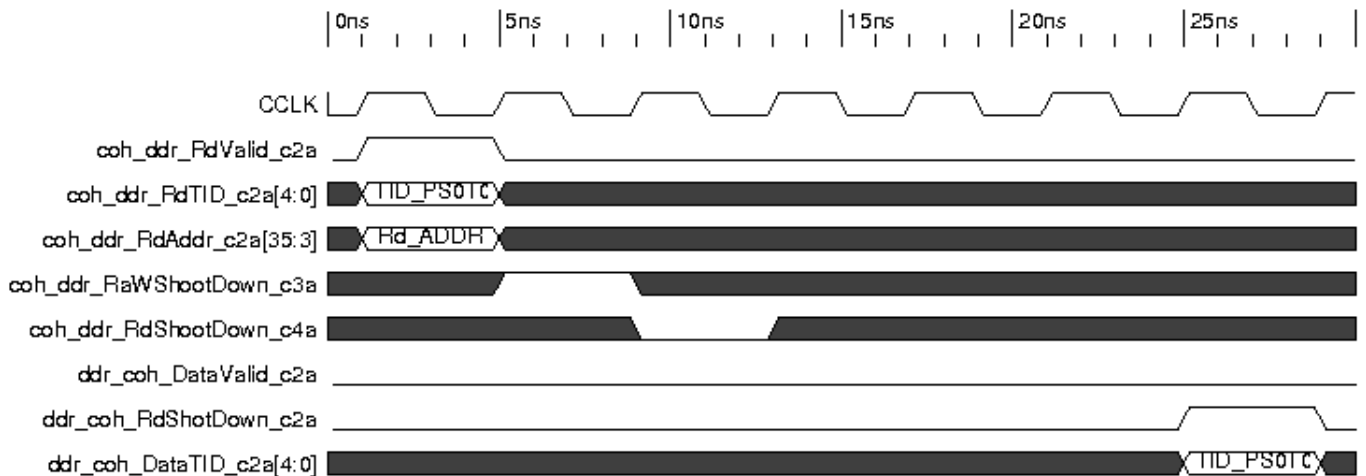 0ns 5ns 10ns 15ns 20ns 25ns
CCLK
coh_ddr_RdValid_c2a
coh_ddr_RdTID_c2a[4:0] TID_PS0TC
coh_ddr_RdAddr_c2a[35:3] Rd_ADDR
coh_ddr_RaWShootDown_c3a
coh_ddr_RdShootDown_c4a
ddr_coh_DataValid_c2a
ddr_coh_RdShotDown_c2a
ddr_coh_DataTID_c2a[4:0] TID_PS0TC